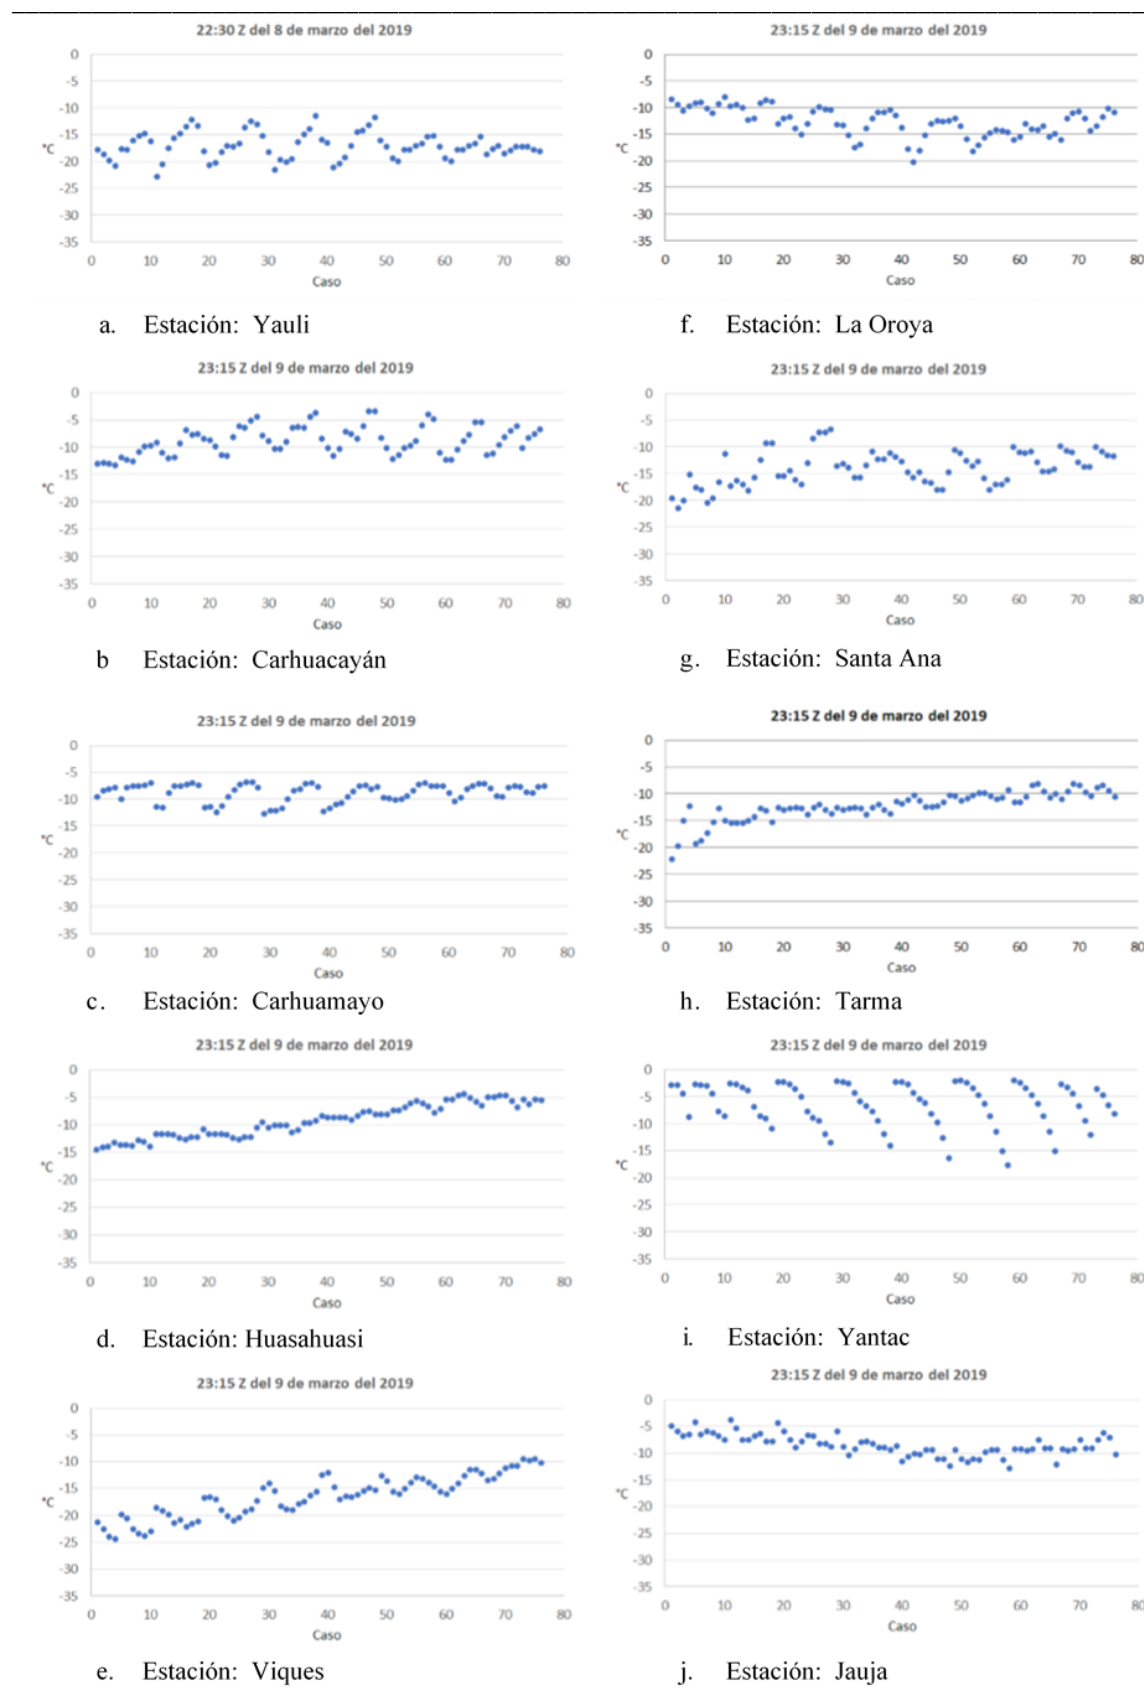 22:30 Z del 8 de marzo del 2019
0
-5
-10
-15
-20
-25
-30
-35
°C
0 10 20 30 40 50 60 70 80
Caso
a. Estación: Yauli
23:15 Z del 9 de marzo del 2019
0
-5
-10
-15
-20
-25
-30
-35
°C
0 10 20 30 40 50 60 70 80
Caso
f. Estación: La Oroya
23:15 Z del 9 de marzo del 2019
0
-5
-10
-15
-20
-25
-30
-35
°C
0 10 20 30 40 50 60 70 80
Caso
b Estación: Carhuacayán
23:15 Z del 9 de marzo del 2019
0
-5
-10
-15
-20
-25
-30
-35
°C
0 10 20 30 40 50 60 70 80
Caso
g. Estación: Santa Ana
23:15 Z del 9 de marzo del 2019
0
-5
-10
-15
-20
-25
-30
-35
°C
0 10 20 30 40 50 60 70 80
Caso
c. Estación: Carhuamayo
23:15 Z del 9 de marzo del 2019
0
-5
-10
-15
-20
-25
-30
-35
°C
0 10 20 30 40 50 60 70 80
Caso
h. Estación: Tarma
23:15 Z del 9 de marzo del 2019
0
-5
-10
-15
-20
-25
-30
-35
°C
0 10 20 30 40 50 60 70 80
Caso
d. Estación: Huasahuasi
23:15 Z del 9 de marzo del 2019
0
-5
-10
-15
-20
-25
-30
-35
°C
0 10 20 30 40 50 60 70 80
Caso
i. Estación: Yantac
23:15 Z del 9 de marzo del 2019
0
-5
-10
-15
-20
-25
-30
-35
°C
0 10 20 30 40 50 60 70 80
Caso
e. Estación: Viques
23:15 Z del 9 de marzo del 2019
0
-5
-10
-15
-20
-25
-30
-35
°C
0 10 20 30 40 50 60 70 80
Caso
j. Estación: Jauja